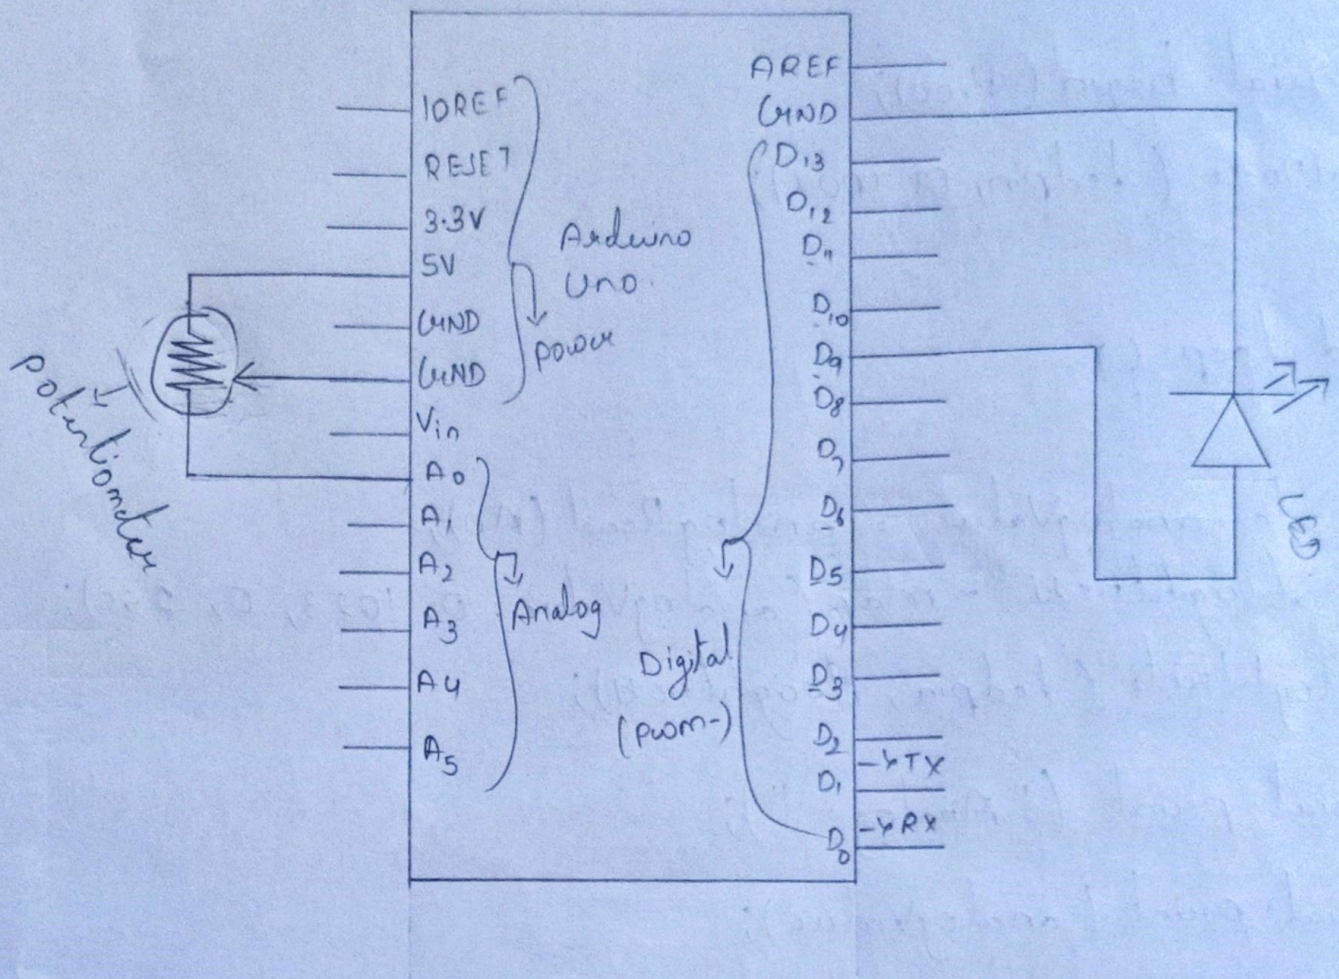 IOREF
RESET
3.3V
5V
GND
GND
Vin
A0
A1
A2
A3
A4
A5
Arduino
Uno.
power
Analog
Digital
(PWM~)
AREF
GND
D13
D12
D11
D10
D9
D8
D7
D6
D5
D4
D3
D2
→TX
D1
→RX
D0
potentiometer
LED